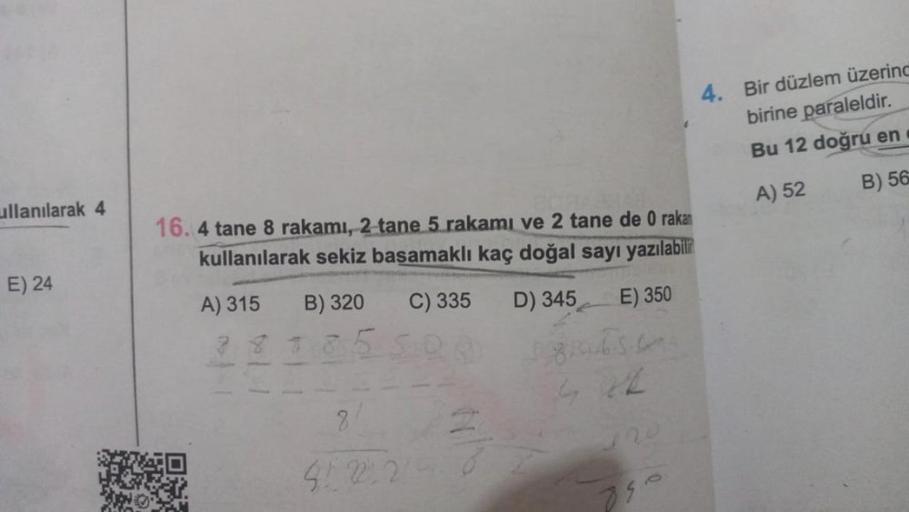 ullanılarak 4
E) 24
16. 4 tane 8 rakamı, 2 tane 5 rakamı ve 2 tane de 0 rakam
kullanılarak sekiz basamaklı kaç doğal sayı yazılabilir
A) 315 B) 320 C) 335 D) 345 E) 350
4. Bir düzlem üzerind
birine paraleldir.
Bu 12 doğru en
A) 52 B) 56